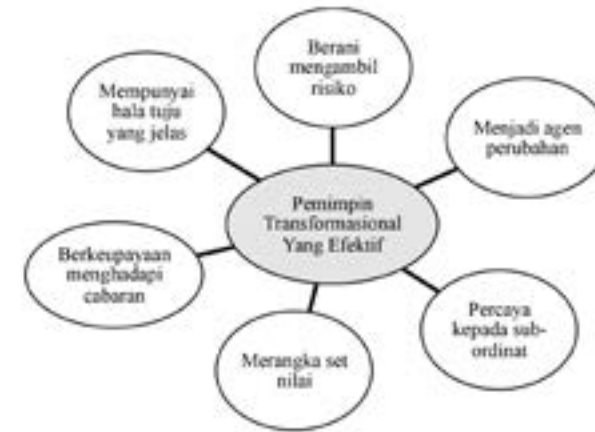 Berani
mengambil
risiko
Mempunyai
hala tuju
yang jelas
Menjadi agen
perubahan
Pemimpin
Transformasional
Yang Efektif
Berkeupayaan
menghadapi
cabaran
Percaya
kepada sub-
ordinat
Merangka set
nilai